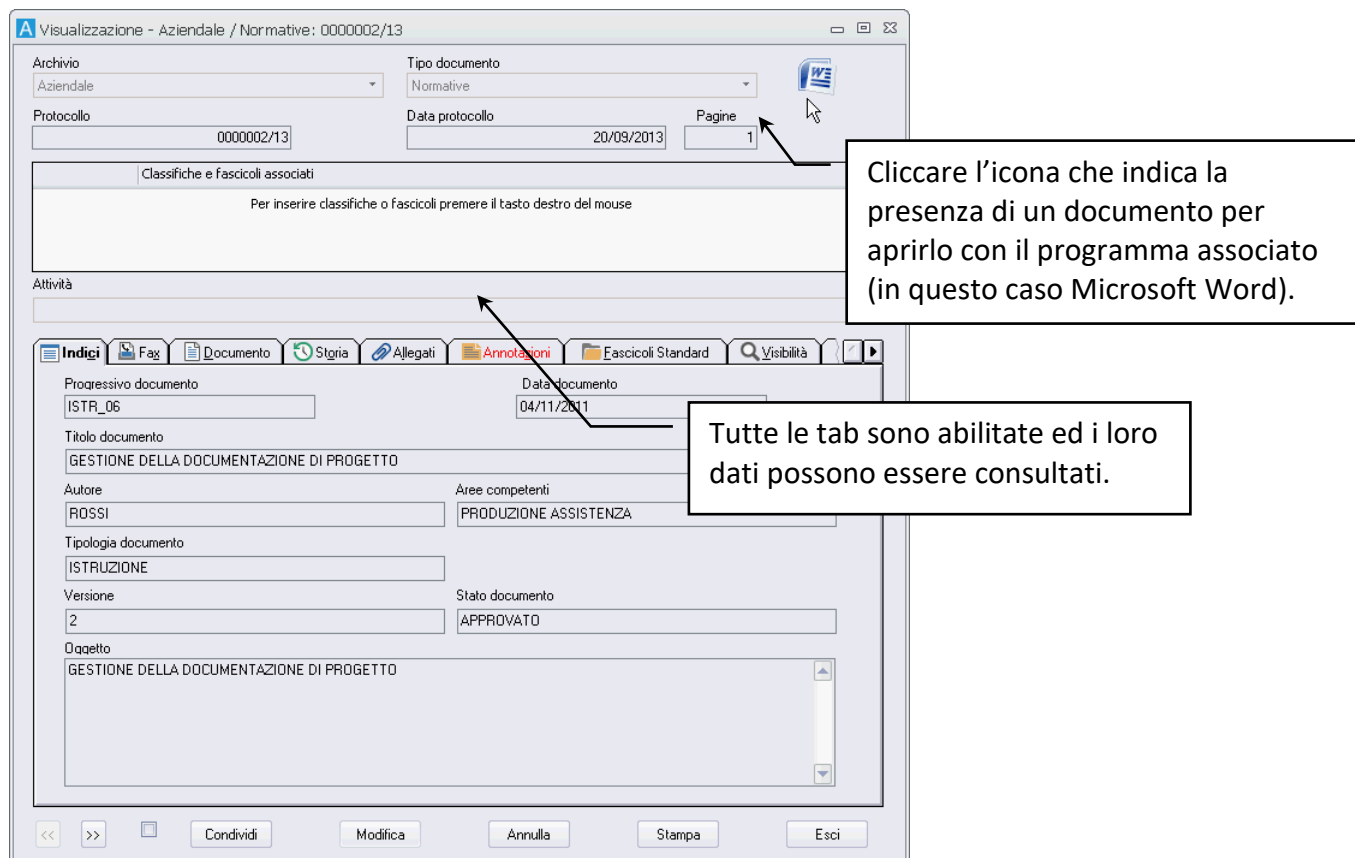 Visualizzazione - Aziendale / Normative: 0000002/13
Archivio
Tipo documento
Aziendale
Normative
Protocollo
Data protocollo
Pagine
0000002/13
20/09/2013
1
Classifiche e fascicoli associati
Per inserire classifiche o fascicoli premere il tasto destro del mouse
Cliccare l’icona che indica la
presenza di un documento per
aprirlo con il programma associato
(in questo caso Microsoft Word).
Attività
Indici
Fax
Documento
Storia
Allegati
Annotazioni
Fascicoli Standard
Visibilità
Progressivo documento
Data documento
ISTR_06
04/11/2011
Tutte le tab sono abilitate ed i loro
dati possono essere consultati.
Titolo documento
GESTIONE DELLA DOCUMENTAZIONE DI PROGETTO
Autore
Aree competenti
ROSSI
PRODUZIONE ASSISTENZA
Tipologia documento
ISTRUZIONE
Versione
Stato documento
2
APPROVATO
Oggetto
GESTIONE DELLA DOCUMENTAZIONE DI PROGETTO
<<
>>
Condividi
Modifica
Annulla
Stampa
Esci